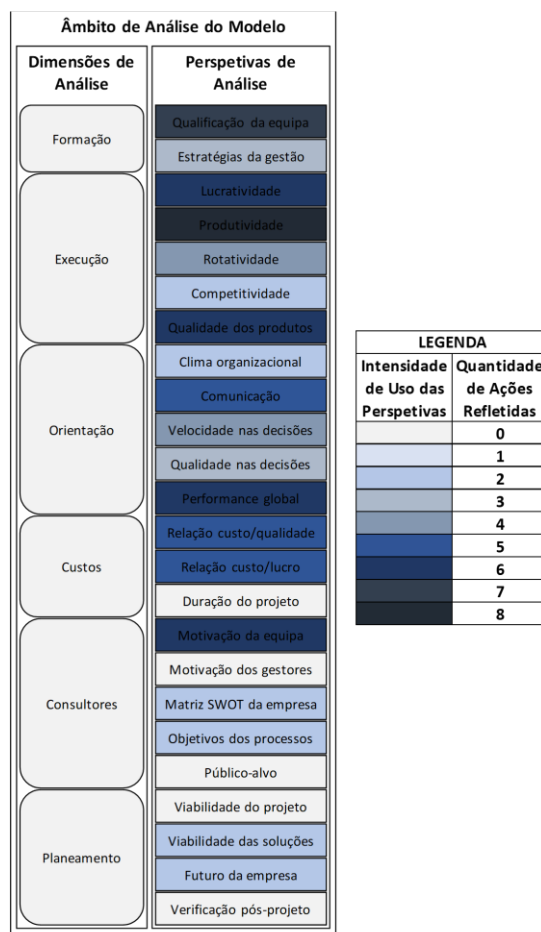 Âmbito de Análise do Modelo
Dimensões de
Análise
Perspetivas de
Análise
Formação
Qualificação da equipa
Estratégias da gestão
Execução
Lucratividade
Produtividade
Rotatividade
Competitividade
Qualidade dos produtos
Orientação
Clima organizacional
Comunicação
Velocidade nas decisões
Qualidade nas decisões
Performance global
Custos
Relação custo/qualidade
Relação custo/lucro
Duração do projeto
Consultores
Motivação da equipa
Motivação dos gestores
Matriz SWOT da empresa
Objetivos dos processos
Público-alvo
Planeamento
Viabilidade do projeto
Viabilidade das soluções
Futuro da empresa
Verificação pós-projeto
LEGENDA
Intensidade
de Uso das
Perspetivas
Quantidade
de Ações
Refletidas
0
1
2
3
4
5
6
7
8